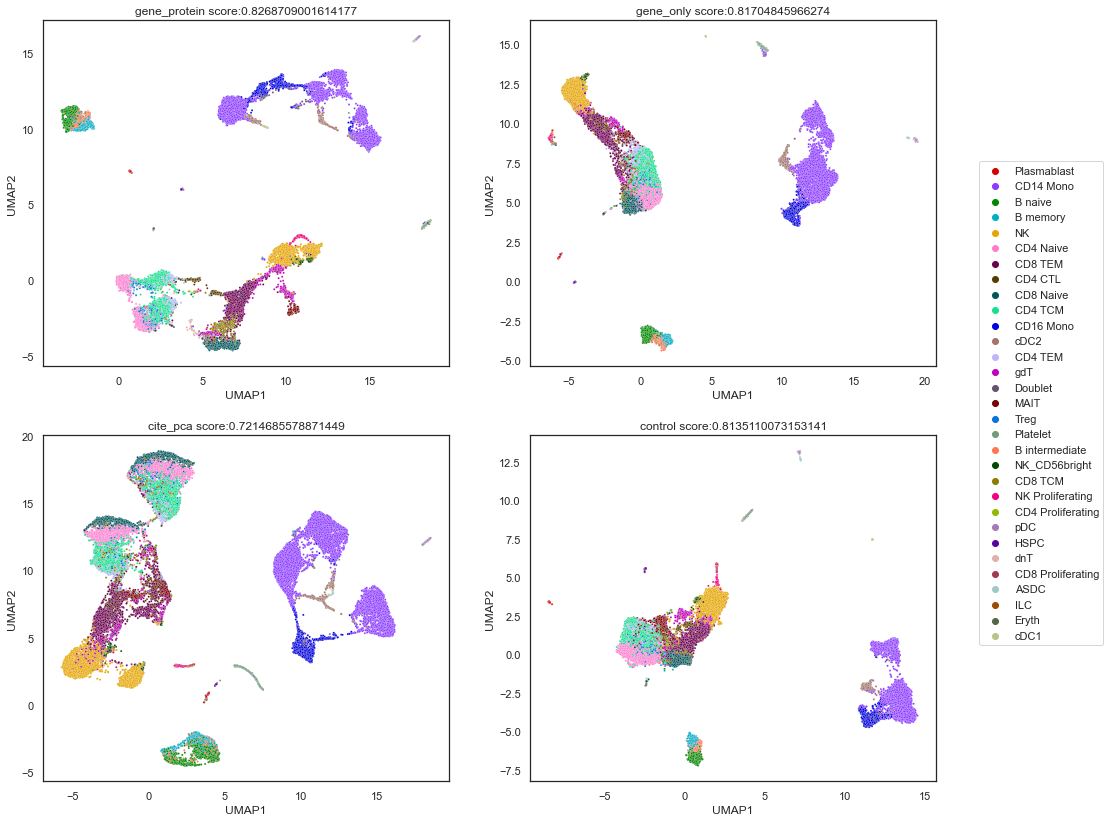 gene_protein score:0.8268709001614177
15
10
5
0
−5
UMAP2
0
5
10
15
UMAP1
gene_only score:0.81704845966274
15.0
12.5
10.0
7.5
5.0
2.5
0.0
−2.5
−5.0
UMAP2
−5
0
5
10
15
20
UMAP1
cite_pca score:0.7214685578871449
20
15
10
5
0
−5
UMAP2
−5
0
5
10
15
UMAP1
control score:0.8135110073153141
12.5
10.0
7.5
5.0
2.5
0.0
−2.5
−5.0
−7.5
UMAP2
−5
0
5
10
15
UMAP1
Plasmablast
CD14 Mono
B naive
B memory
NK
CD4 Naive
CD8 TEM
CD4 CTL
CD8 Naive
CD4 TCM
CD16 Mono
cDC2
CD4 TEM
gdT
Doublet
MAIT
Treg
Platelet
B intermediate
NK_CD56bright
CD8 TCM
NK Proliferating
CD4 Proliferating
pDC
HSPC
dnT
CD8 Proliferating
ASDC
ILC
Eryth
cDC1